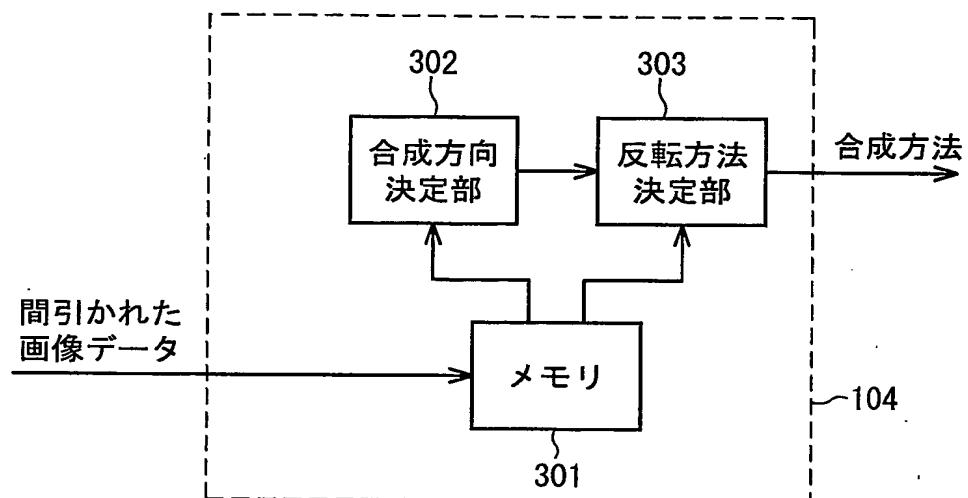 302
303
合成方向
決定部
反転方法
決定部
合成方法
間引かれた
画像データ
メモリ
104
301